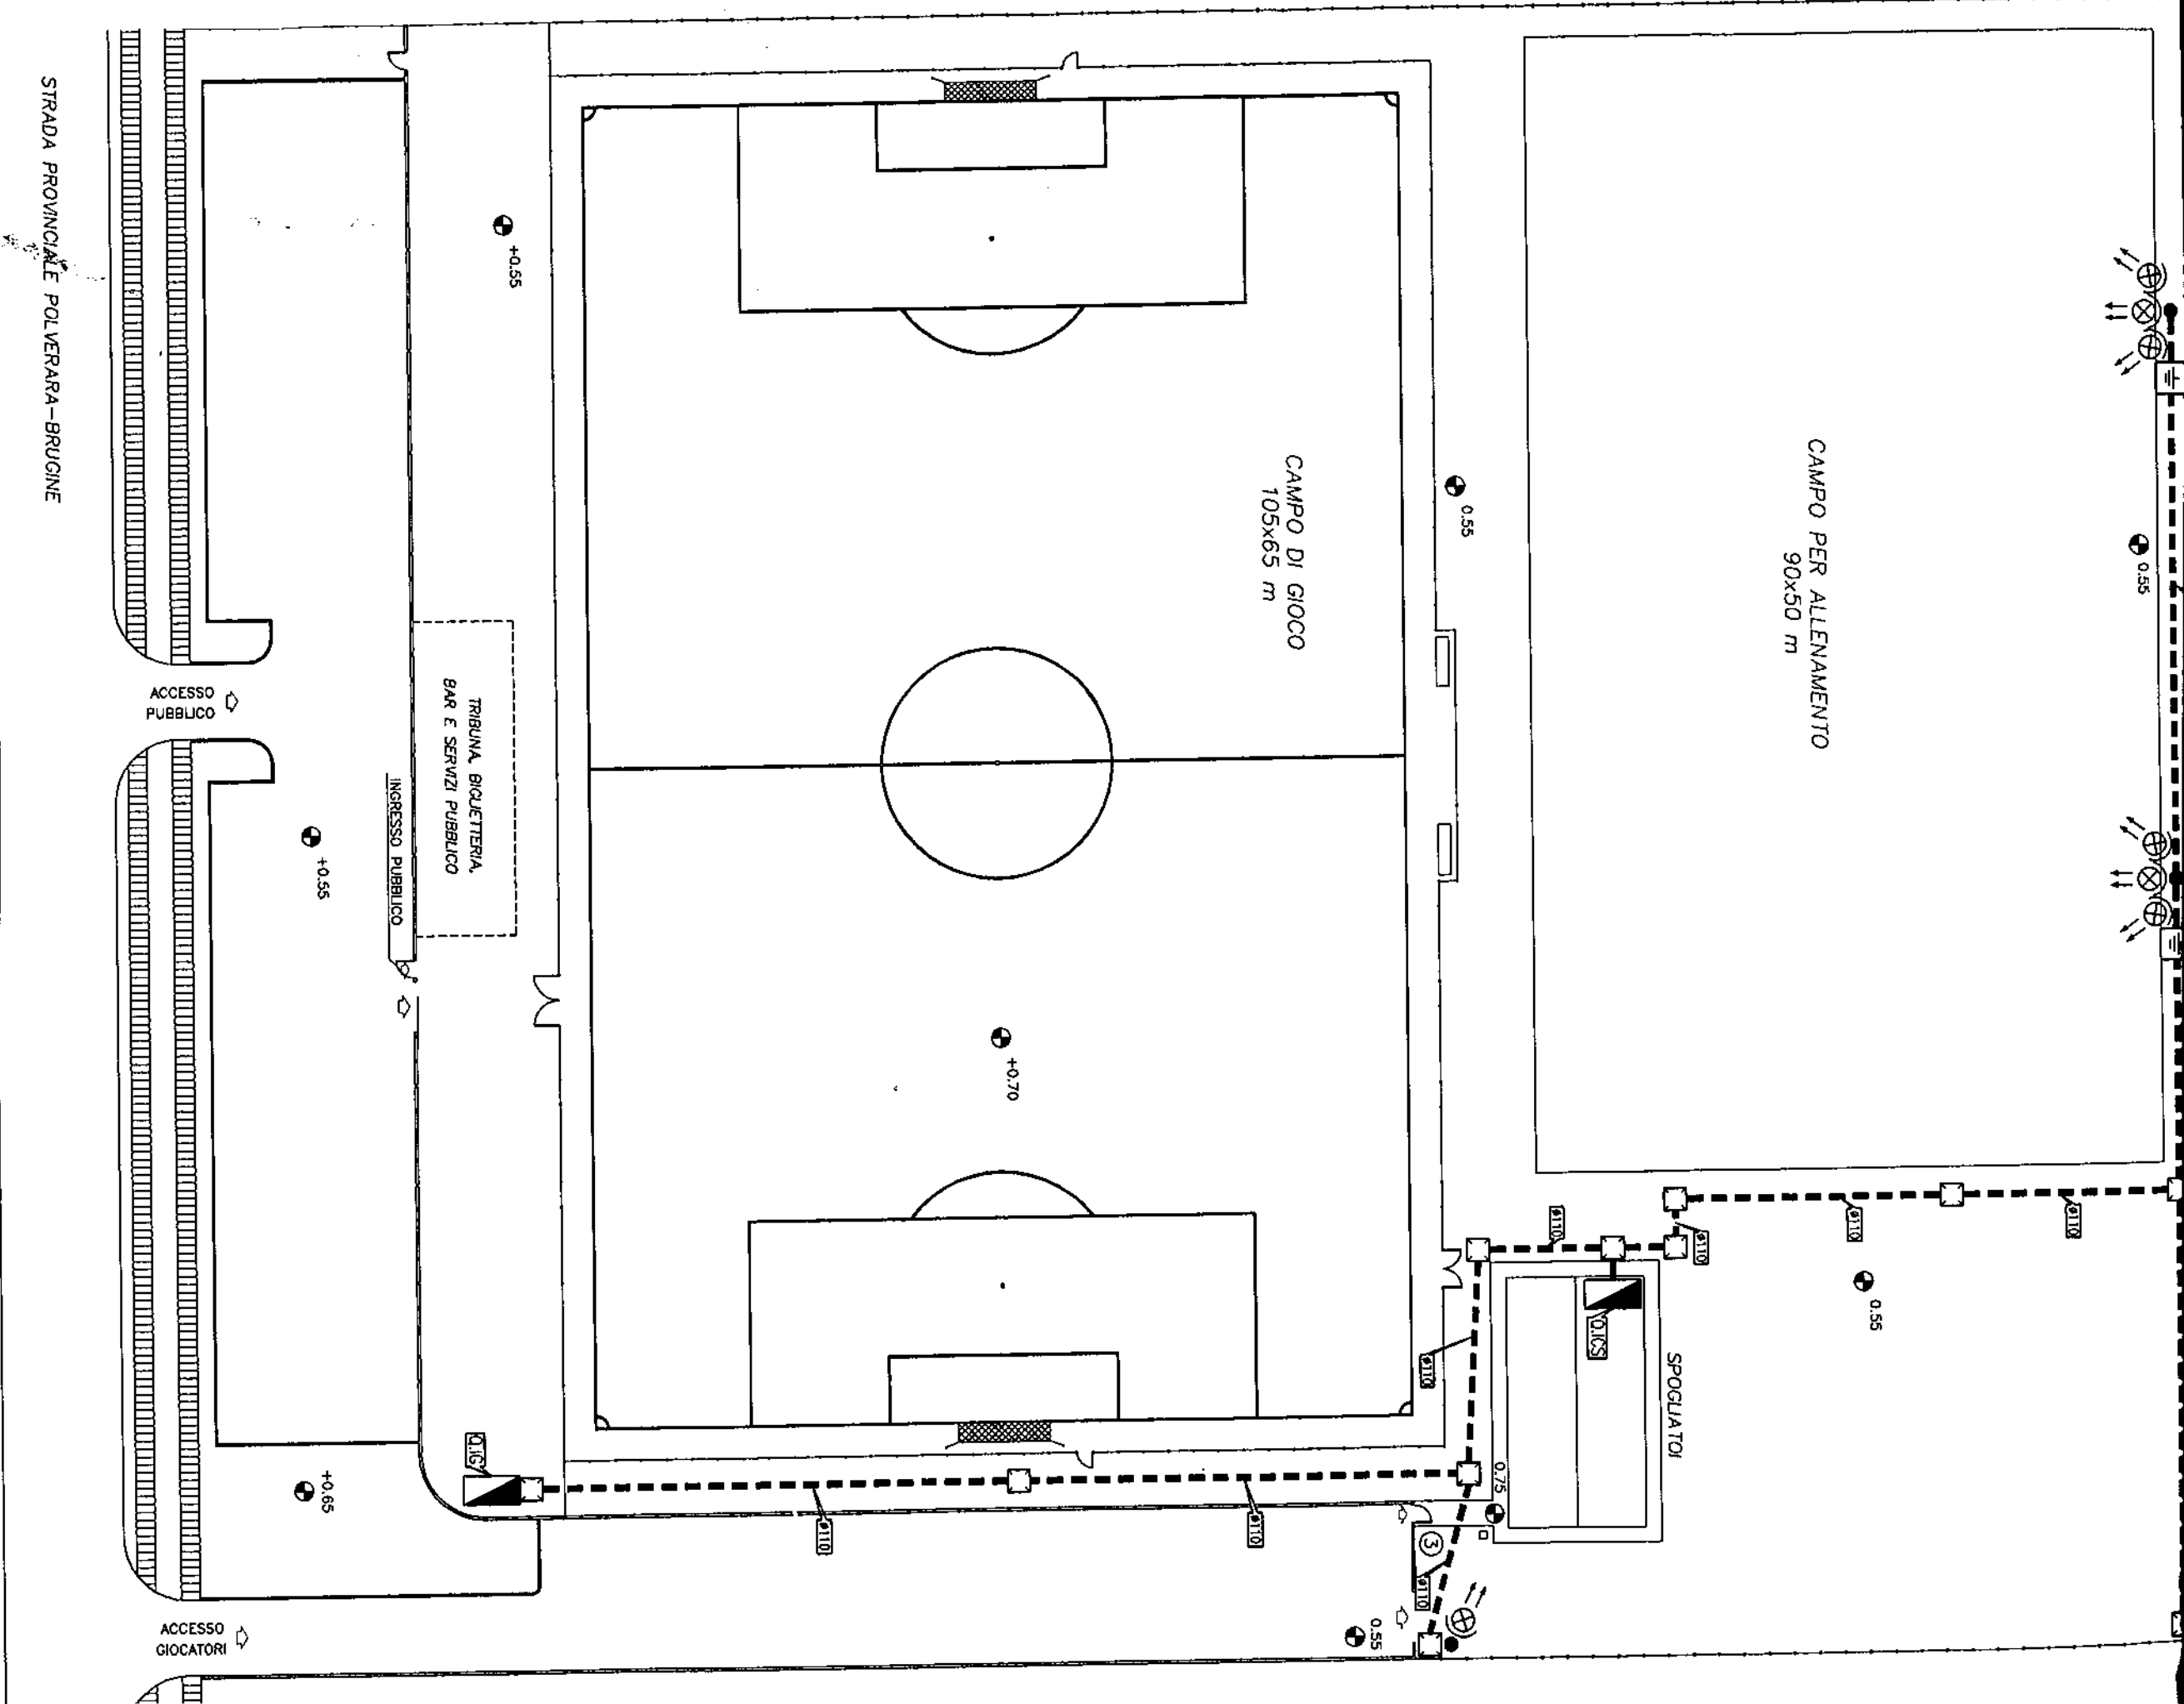 STRADA PROVINCIALE POLVERARA-BRUGINE
ACCESSO
PUBBLICO
ACCESSO
GIOCATORI
+0.55
+0.55
+0.65
INGRESSO PUBBLICO
TRIBUNA, BIGLIETTERIA,
BAR E SERVIZI PUBBLICO
CAMPO DI GIOCO
105x65 m
+0.70
0.55
CAMPO PER ALLENAMENTO
90x50 m
0.55
0.55
SPOGLIATOI
Q.ICS
Q.IG
0.75
3
0.55
ø110
ø110
ø110
ø110
ø110
ø110
ø110
ø110